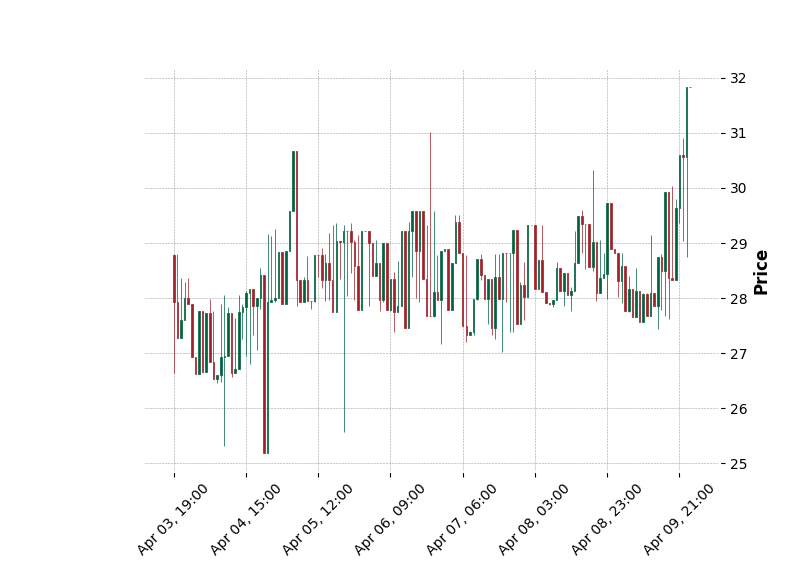 32
31
30
29
28
27
26
25
Price
Apr 03, 19:00
Apr 04, 15:00
Apr 05, 12:00
Apr 06, 09:00
Apr 07, 06:00
Apr 08, 03:00
Apr 08, 23:00
Apr 09, 21:00